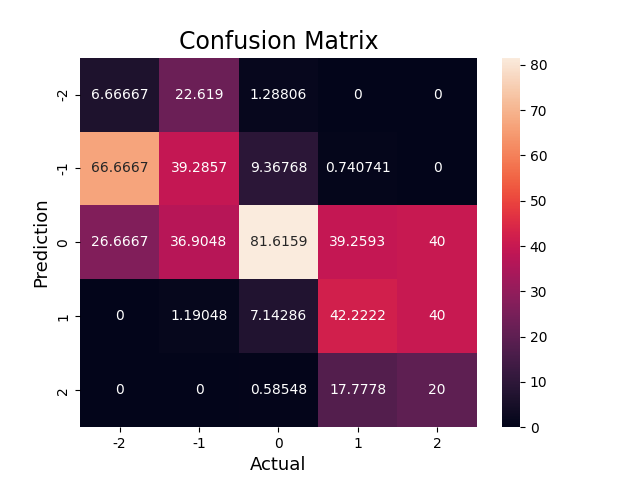 Confusion Matrix
-2 6.66667 22.619 1.28806 0 0
-1 66.6667 39.2857 9.36768 0.740741 0
0 26.6667 36.9048 81.6159 39.2593 40
1 0 1.19048 7.14286 42.2222 40
2 0 0 0.58548 17.7778 20
-2 -1 0 1 2
Actual
Prediction
80
70
60
50
40
30
20
10
0